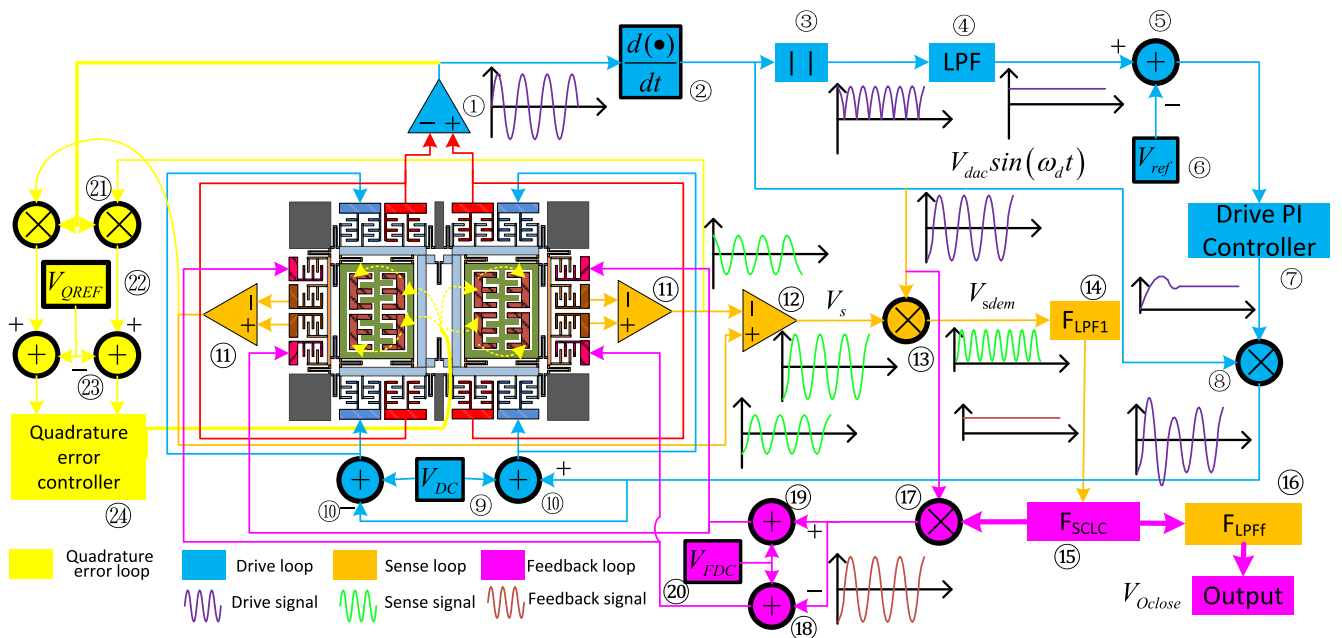 d(•)
dt
①
②
③
| |
④
LPF
⑤
+
+
−
V_ref
⑥
V_dac sin(ω_d t)
Drive PI
Controller
⑦
− +
㉑
㉒
V_QREF
+
+
+
+
−
㉓
Quadrature
error
controller
㉔
−
+
⑪
−
+
⑪
−
+
⑫
V_s
⑬
V_sdem
⑭
F_LPF1
⑧
+
V_DC
+
+
⑩
−
⑨
⑩
⑲
⑰
⑯
+
+
−
V_FDC
⑳
+
⑱
F_SCLC
⑮
F_LPFf
V_Oclose
Output
Quadrature
error loop
Drive loop
Sense loop
Feedback loop
Drive signal
Sense signal
Feedback signal